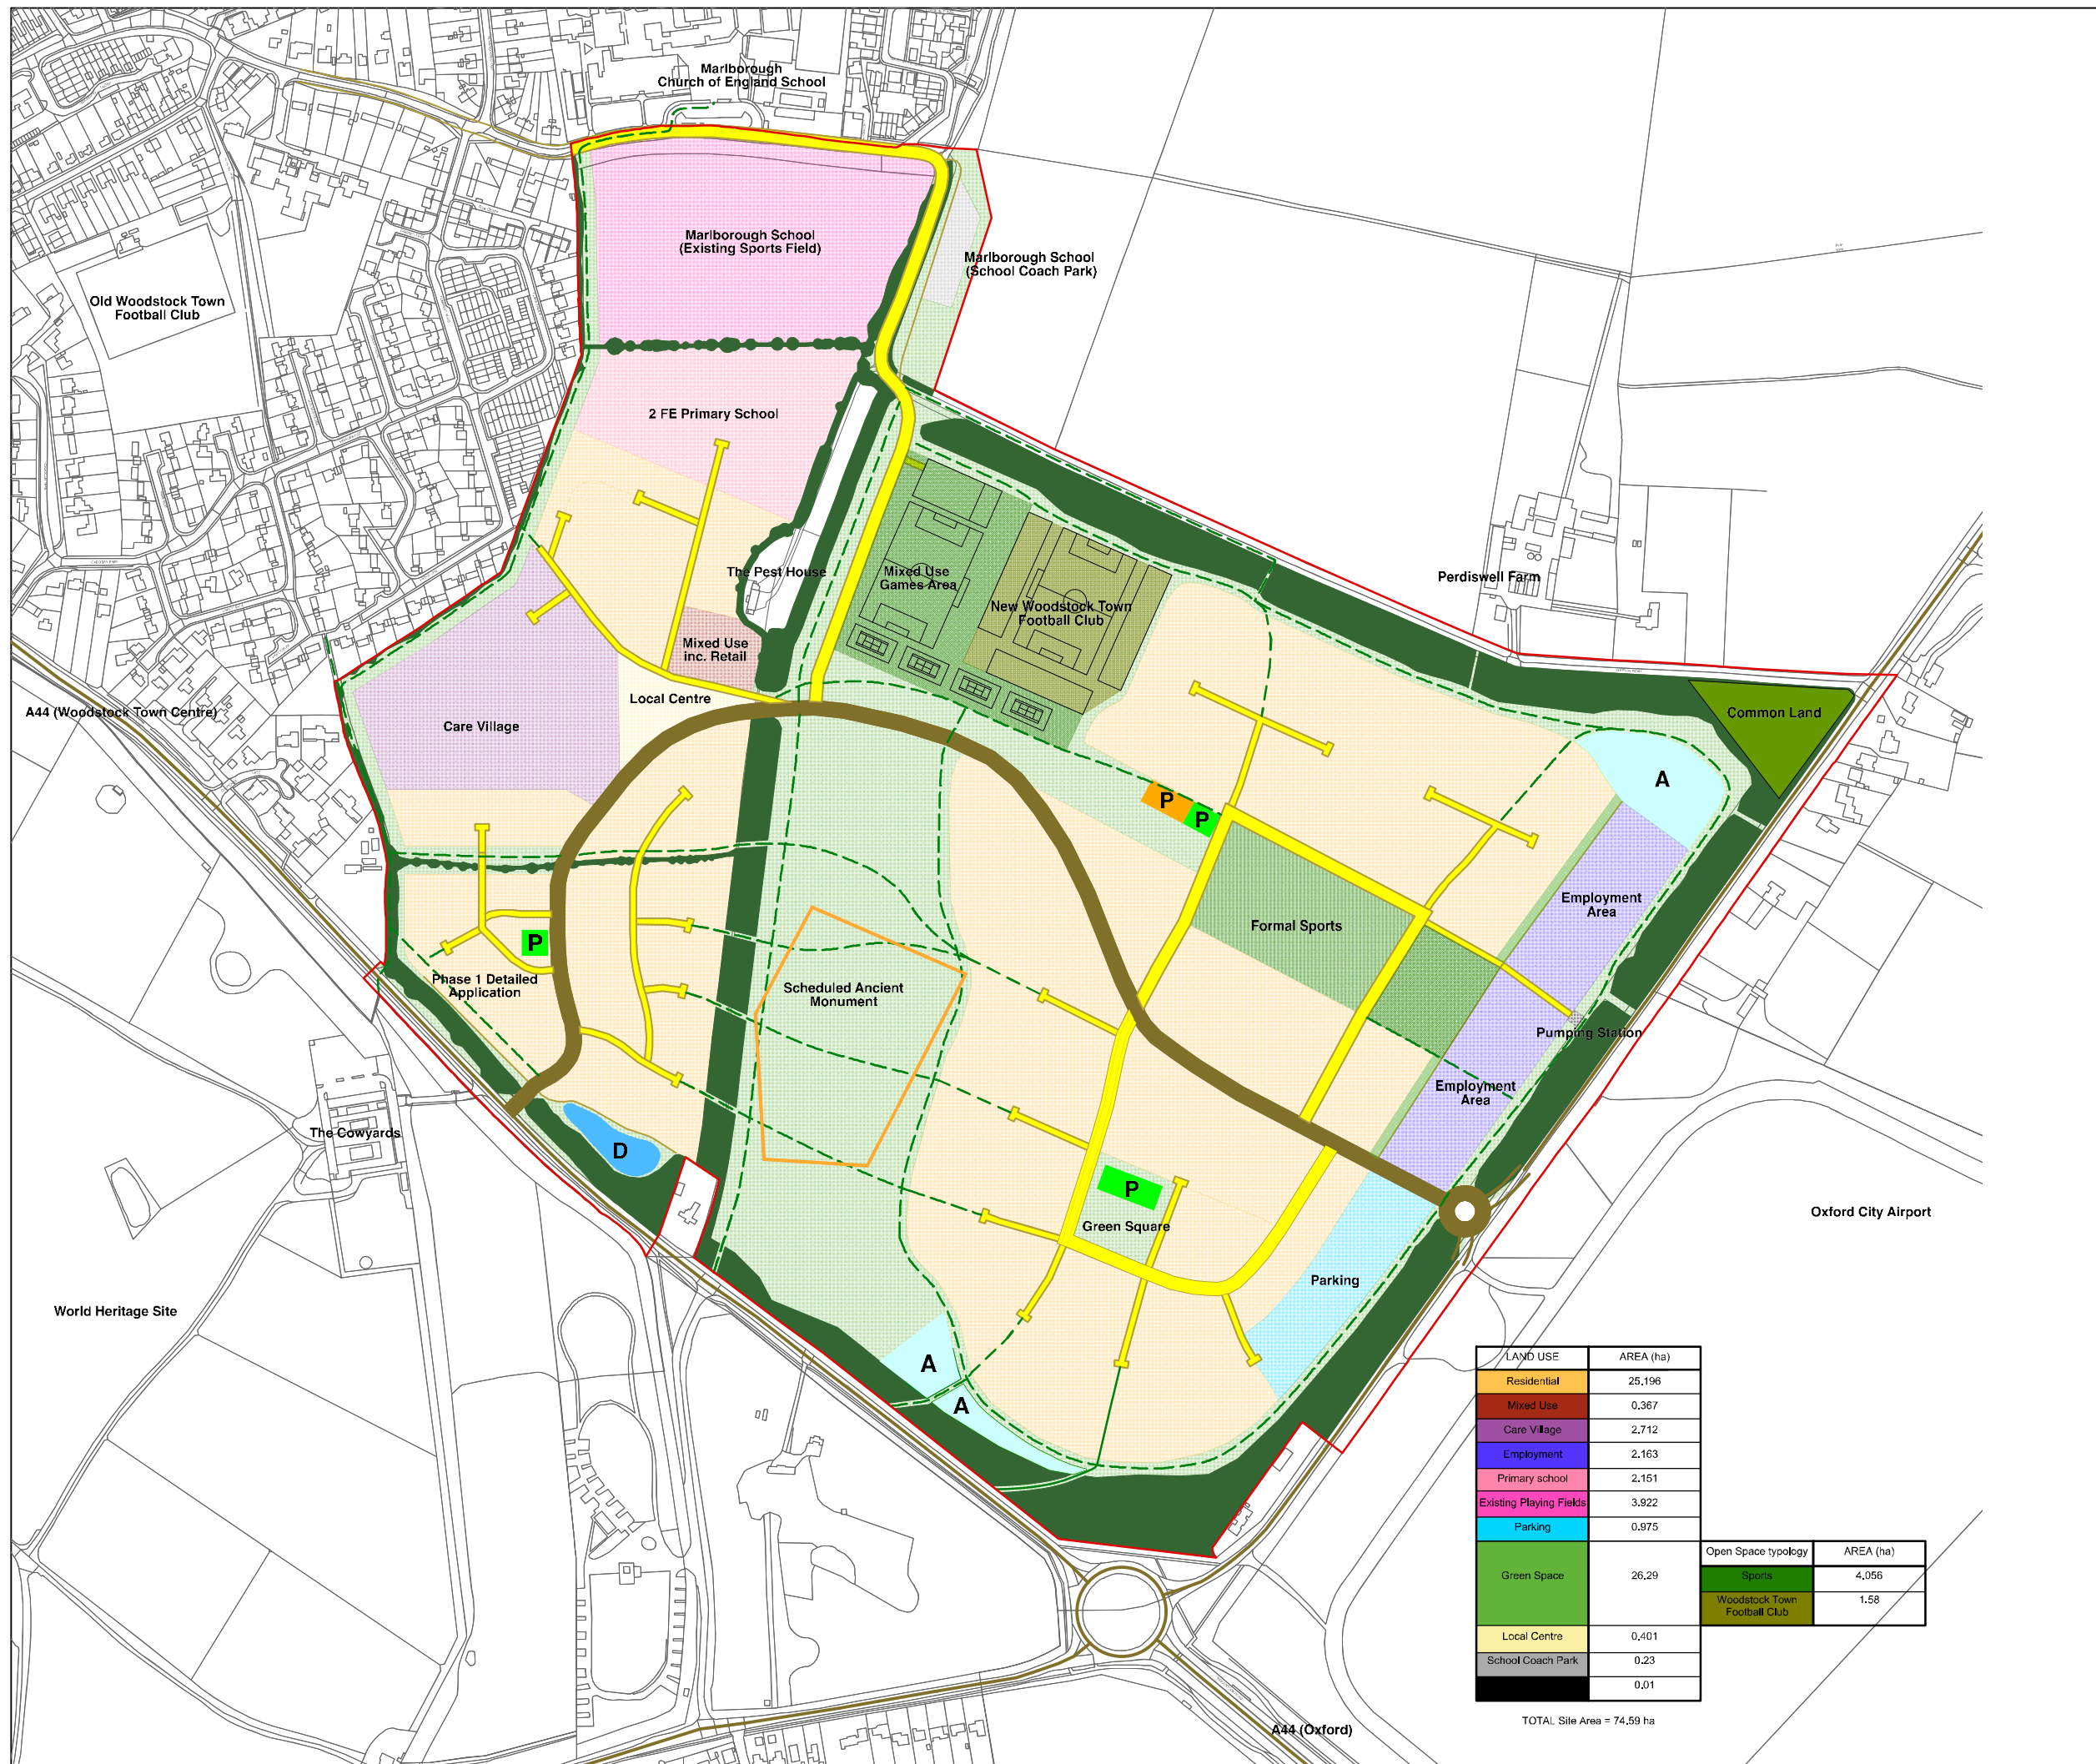 Marlborough
Church of England School
Marlborough School
(Existing Sports Field)
Marlborough School
(School Coach Park)
Old Woodstock Town
Football Club
2 FE Primary School
The Pest House
Mixed Use
Games Area
New Woodstock Town
Football Club
Perdiswell Farm
Mixed Use
inc. Retail
Local Centre
A44 (Woodstock Town Centre)
Care Village
Common Land
A
P
P
Employment
Area
Formal Sports
P
Phase 1 Detailed
Application
Scheduled Ancient
Monument
Pumping Station
Employment
Area
The Cowyards
D
P
Green Square
Oxford City Airport
Parking
World Heritage Site
A
A
LAND USE AREA (ha)
Residential 25.196
Mixed Use 0.367
Care Village 2.712
Employment 2.163
Primary school 2.151
Existing Playing Fields 3.922
Parking 0.975
Green Space 26.29
Open Space typology AREA (ha)
Sports 4.056
Woodstock Town
Football Club 1.58
Local Centre 0.401
School Coach Park 0.23
0.01
TOTAL Site Area = 74.59 ha
A44 (Oxford)